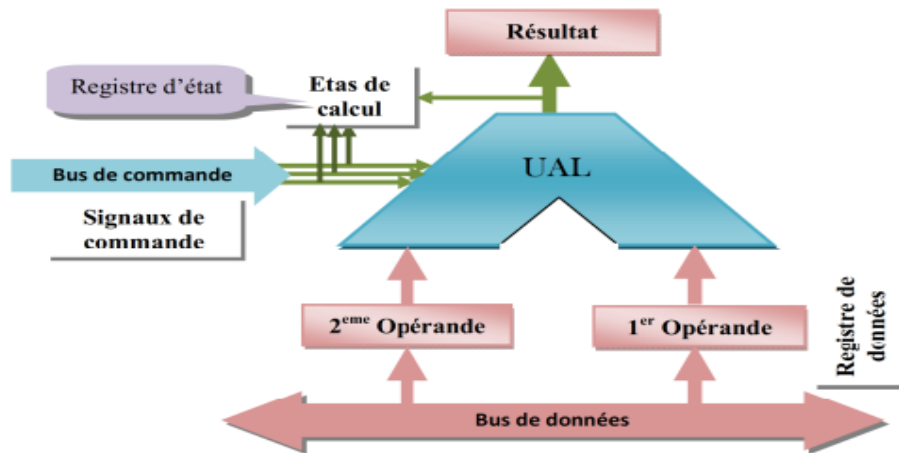 Résultat
Registre d'état
Etas de
calcul
Bus de commande
UAL
Signaux de
commande
2eme Opérande
1er Opérande
Registre de
données
Bus de données